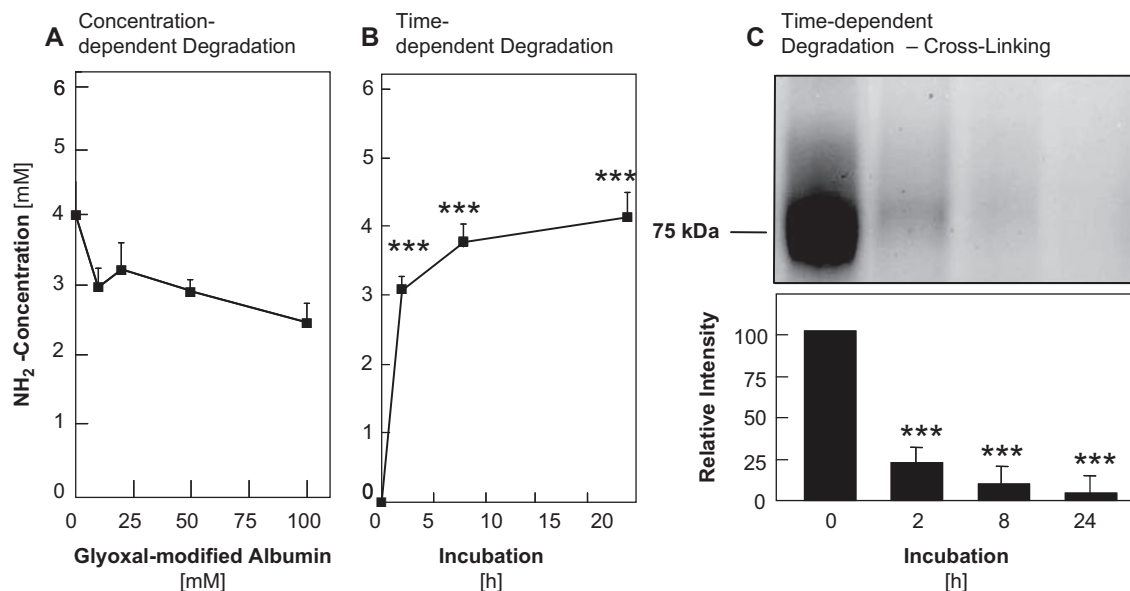 A Concentration-
dependent Degradation
NH2 -Concentration [mM]
6
5
4
3
2
1
0
0 25 50 75 100
Glyoxal-modified Albumin
[mM]
B Time-
dependent Degradation
6
5
4
3
2
1
0
***
***
***
0 5 10 15 20
Incubation
[h]
C Time-dependent
Degradation – Cross-Linking
75 kDa
Relative Intensity
100
75
50
25
0
***
***
***
0 2 8 24
Incubation
[h]